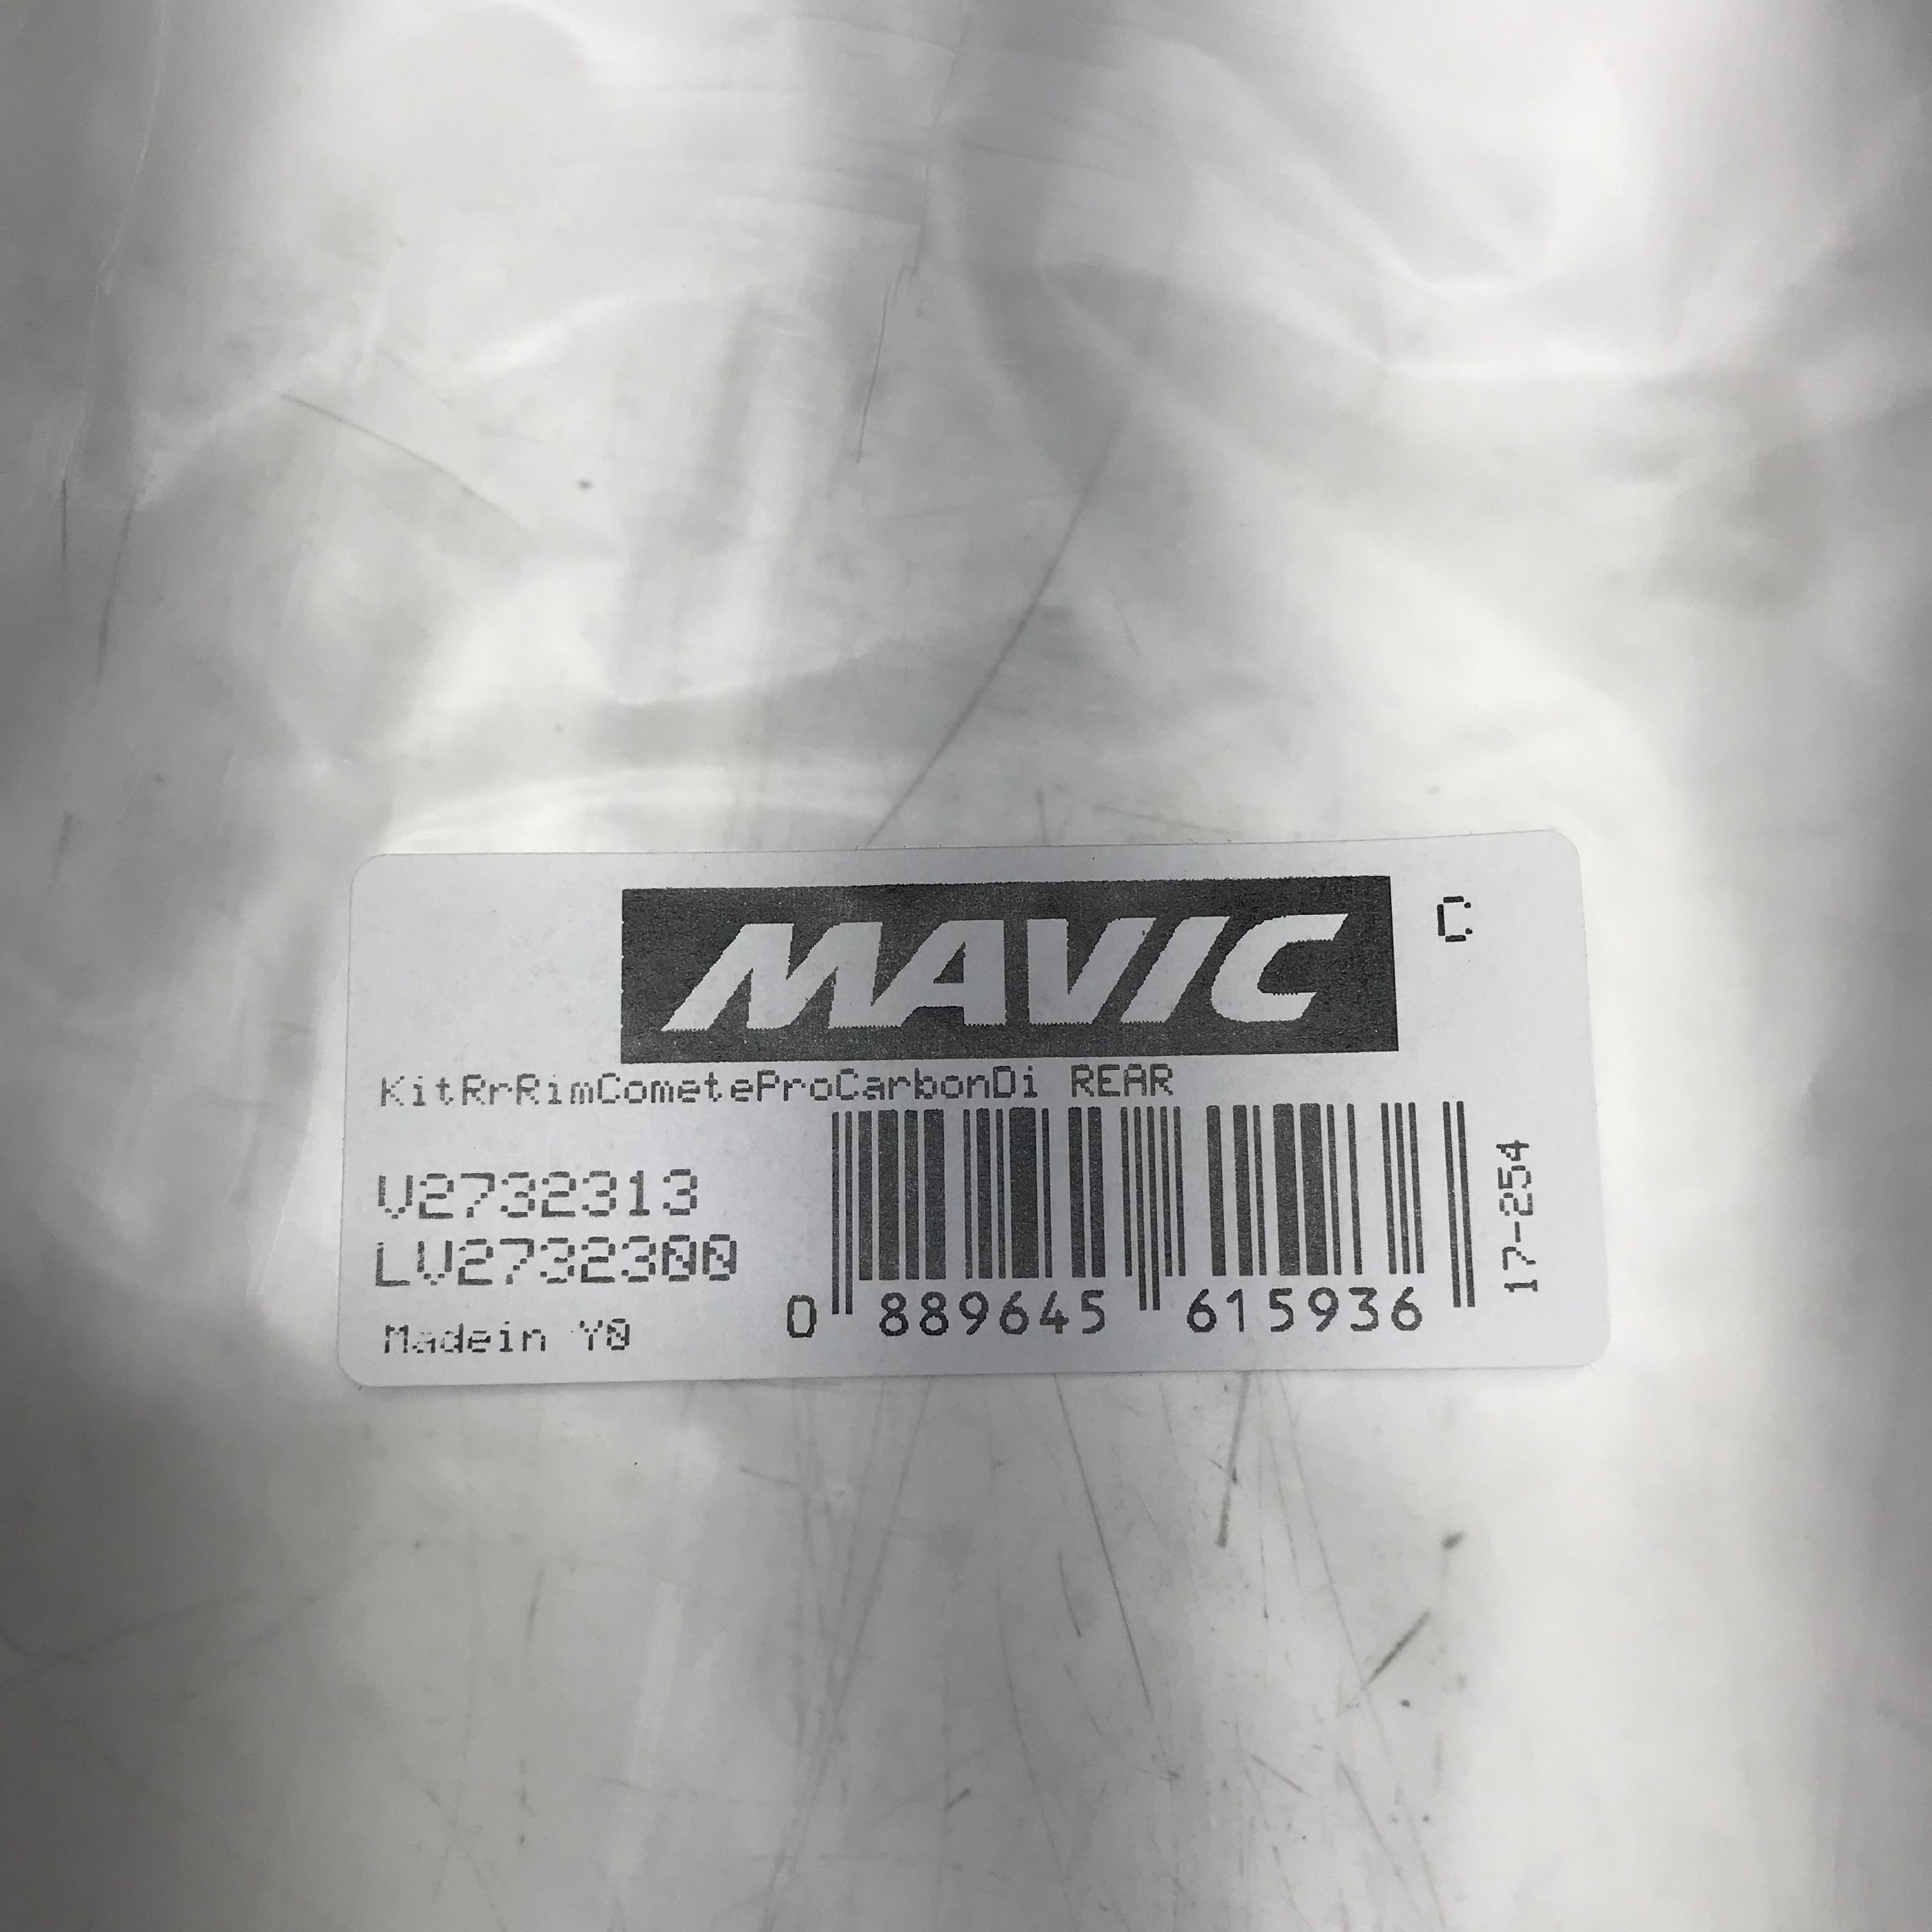 MAVIC
C
KitRrRimCometeProCarbonDi REAR
V2732313
LV2732300
Madein Y0
0 889645 615936
17-254